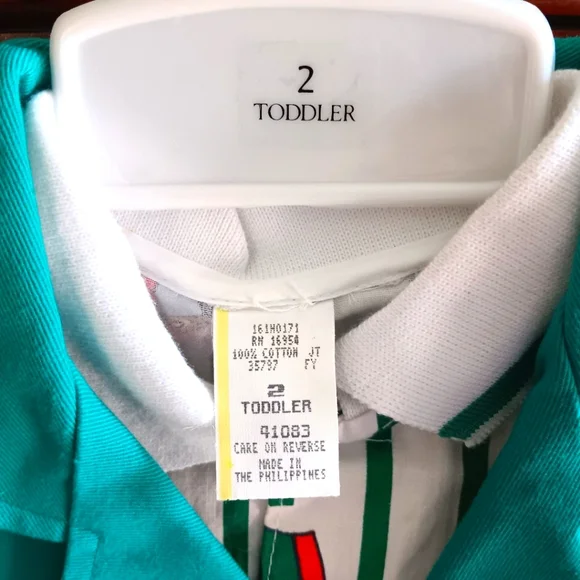 2
TODDLER
161H0171
RN 16954
100% COTTON JT
35797 FY
2
TODDLER
41083
CARE ON REVERSE
MADE IN
THE PHILIPPINES